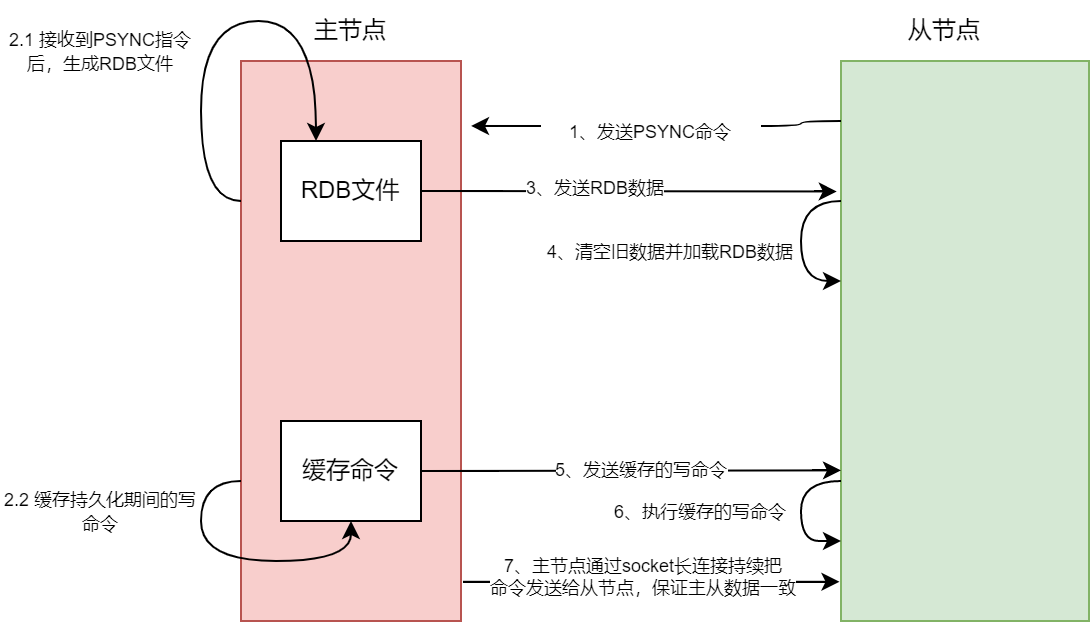 主节点
从节点
2.1 接收到PSYNC指令
后，生成RDB文件
1、发送PSYNC命令
RDB文件
3、发送RDB数据
4、清空旧数据并加载RDB数据
缓存命令
5、发送缓存的写命令
2.2 缓存持久化期间的写
命令
6、执行缓存的写命令
7、主节点通过socket长连接持续把
命令发送给从节点，保证主从数据一致